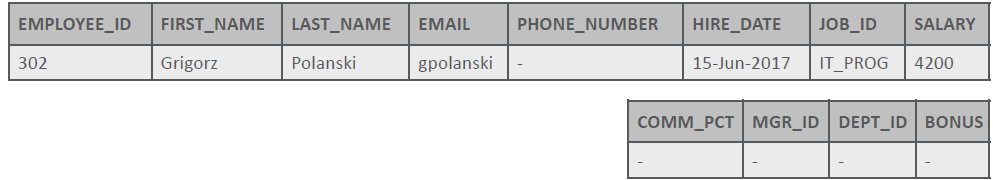 EMPLOYEE_ID FIRST_NAME LAST_NAME EMAIL PHONE_NUMBER HIRE_DATE JOB_ID SALARY
302 Grigorz Polanski gpolanski - 15-Jun-2017 IT_PROG 4200
COMM_PCT MGR_ID DEPT_ID BONUS
- - - -